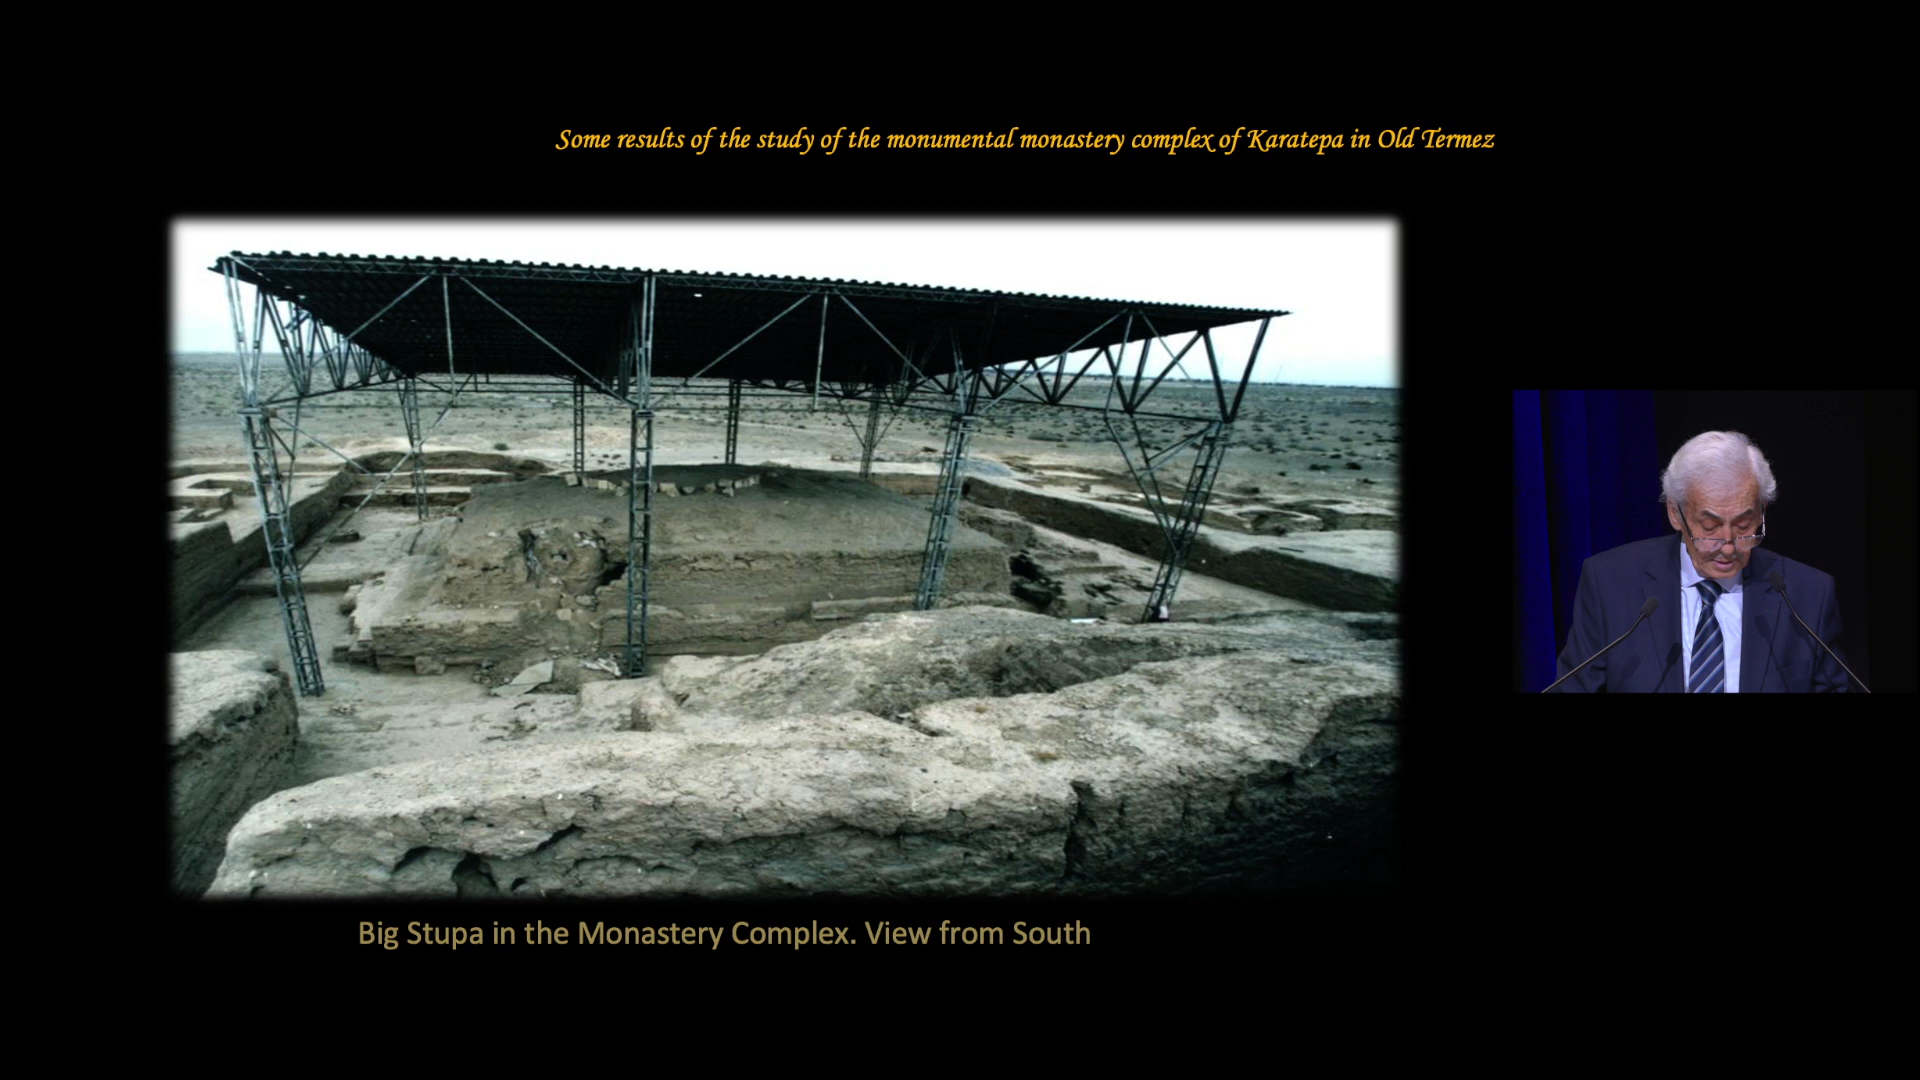 Some results of the study of the monumental monastery complex of Karatepa in Old Termez
Big Stupa in the Monastery Complex. View from South